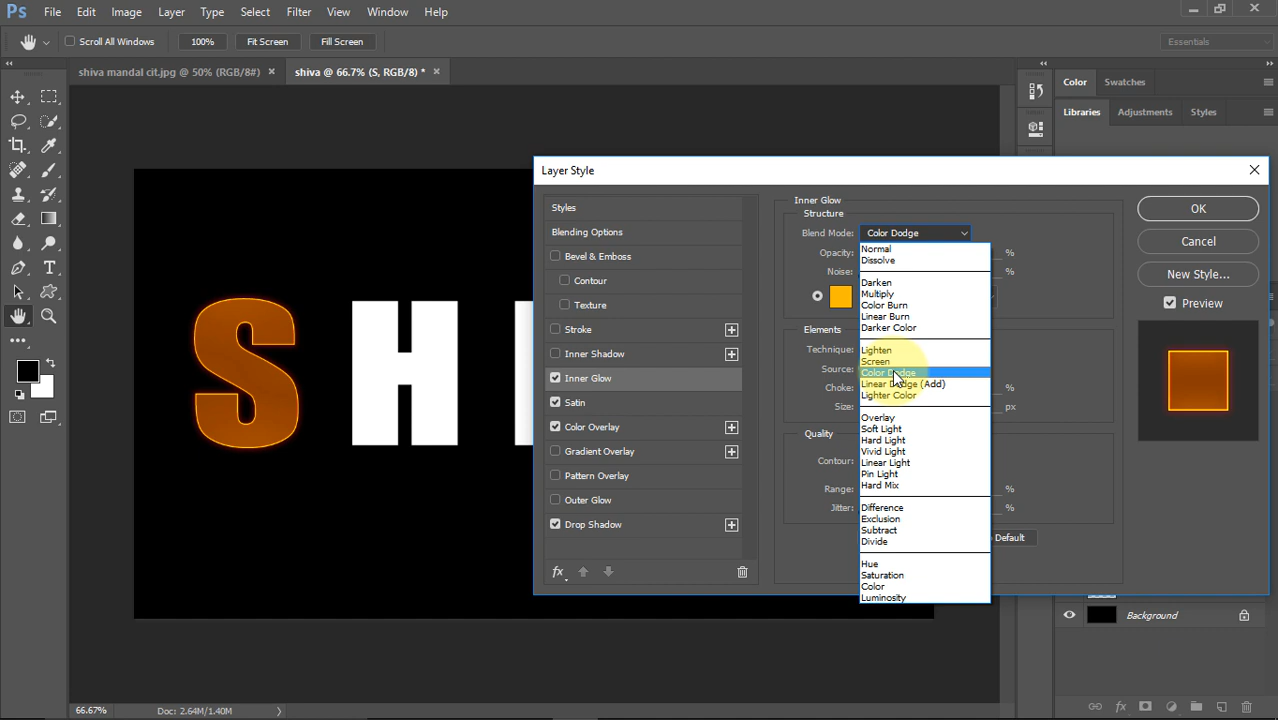 Ps File Edit Image Layer Type Select Filter View Window Help
Scroll All Windows 100% Fit Screen Fill Screen Essentials
shiva mandal cit.jpg @ 50% (RGB/8#) × shiva @ 66.7% (S, RGB/8) * ×
Color Swatches
Libraries Adjustments Styles
S H
Layer Style
Styles
Blending Options
Bevel & Emboss
Contour
Texture
Stroke
Inner Shadow
Inner Glow
Satin
Color Overlay
Gradient Overlay
Pattern Overlay
Outer Glow
Drop Shadow
fx
Inner Glow
Structure
Blend Mode: Color Dodge
Opacity: %
Noise: %
Elements
Technique:
Source:
Choke: %
Size: px
Quality
Contour:
Range: %
Jitter: %
Default
Normal
Dissolve
Darken
Multiply
Color Burn
Linear Burn
Darker Color
Lighten
Screen
Color Dodge
Linear Dodge (Add)
Lighter Color
Overlay
Soft Light
Hard Light
Vivid Light
Linear Light
Pin Light
Hard Mix
Difference
Exclusion
Subtract
Divide
Hue
Saturation
Color
Luminosity
OK
Cancel
New Style...
Preview
Background
fx
66.67% Doc: 2.64M/1.40M